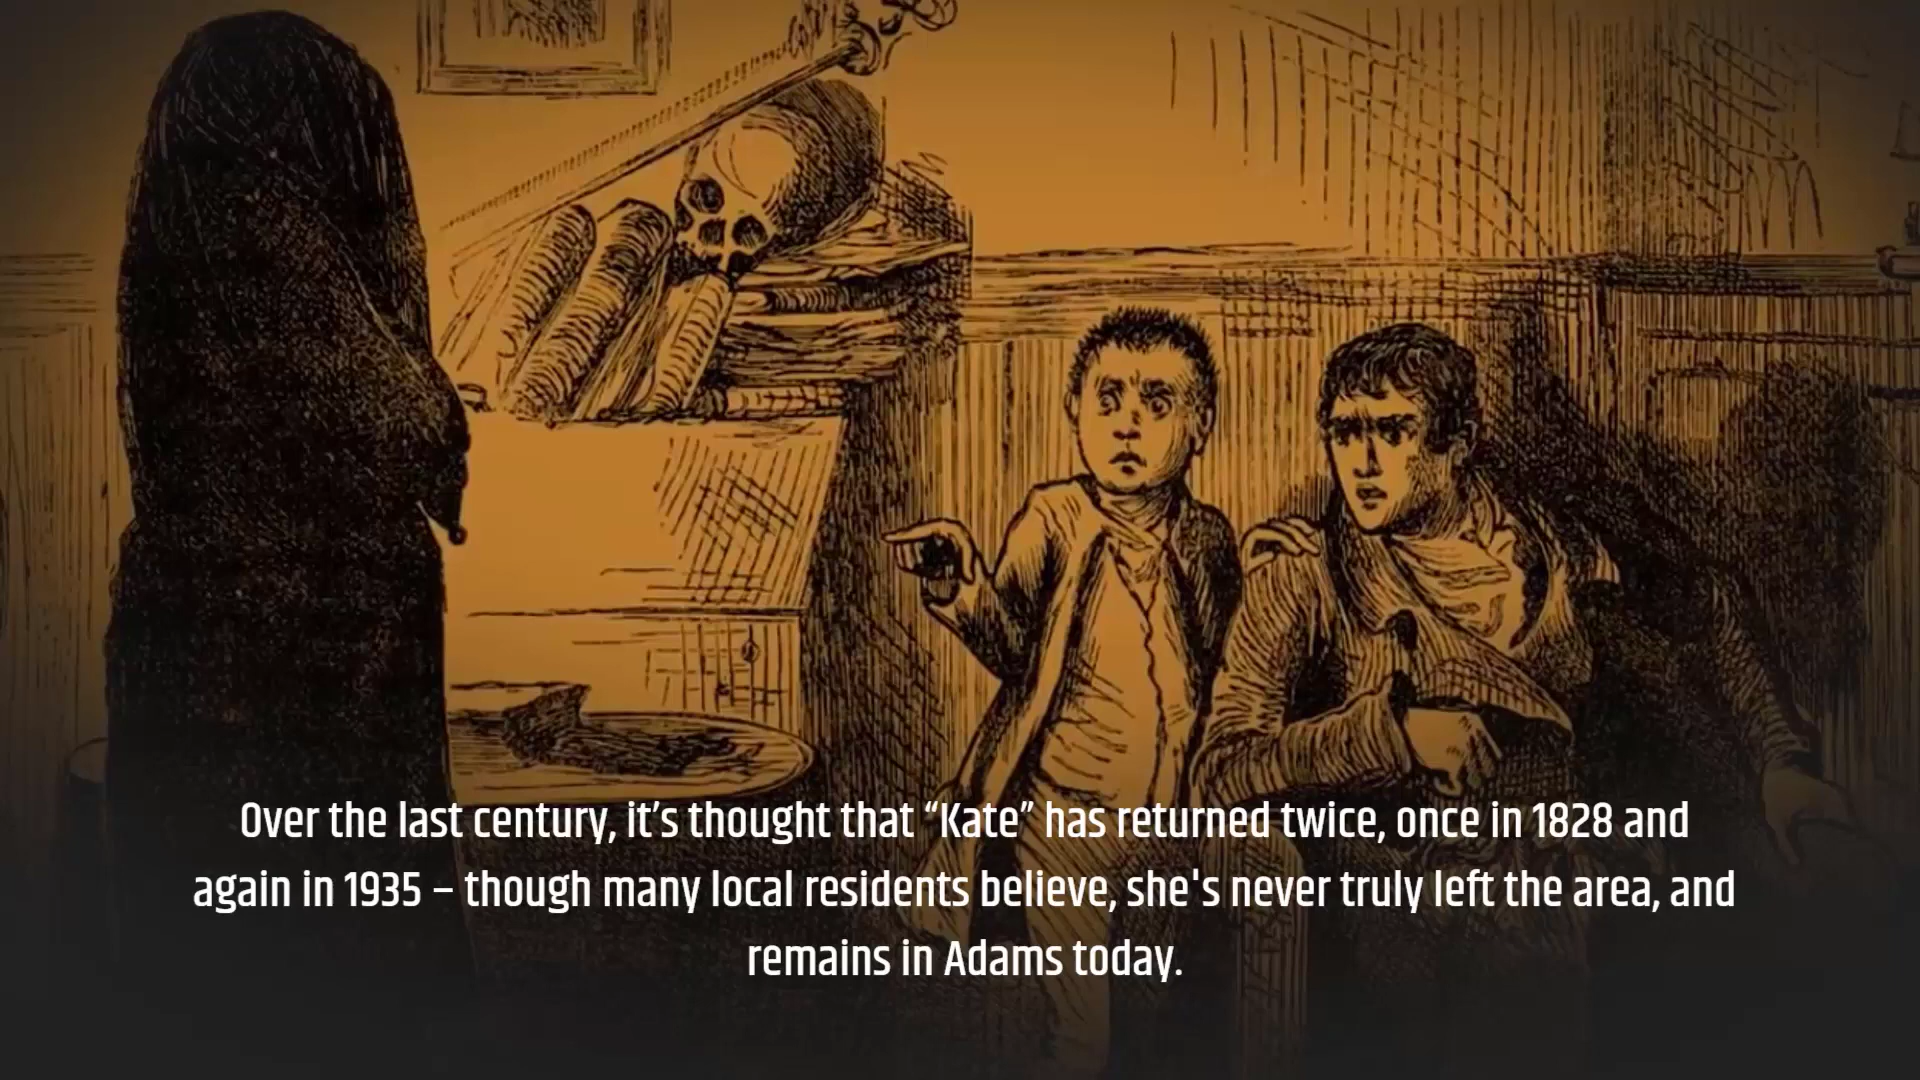 Over the last century, it’s thought that “Kate” has returned twice, once in 1828 and
again in 1935 – though many local residents believe, she's never truly left the area, and
remains in Adams today.